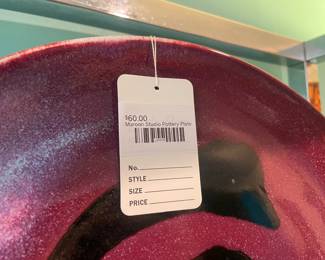 $60.00
Maroon Studio Pottery Plate
No.
STYLE
SIZE
PRICE